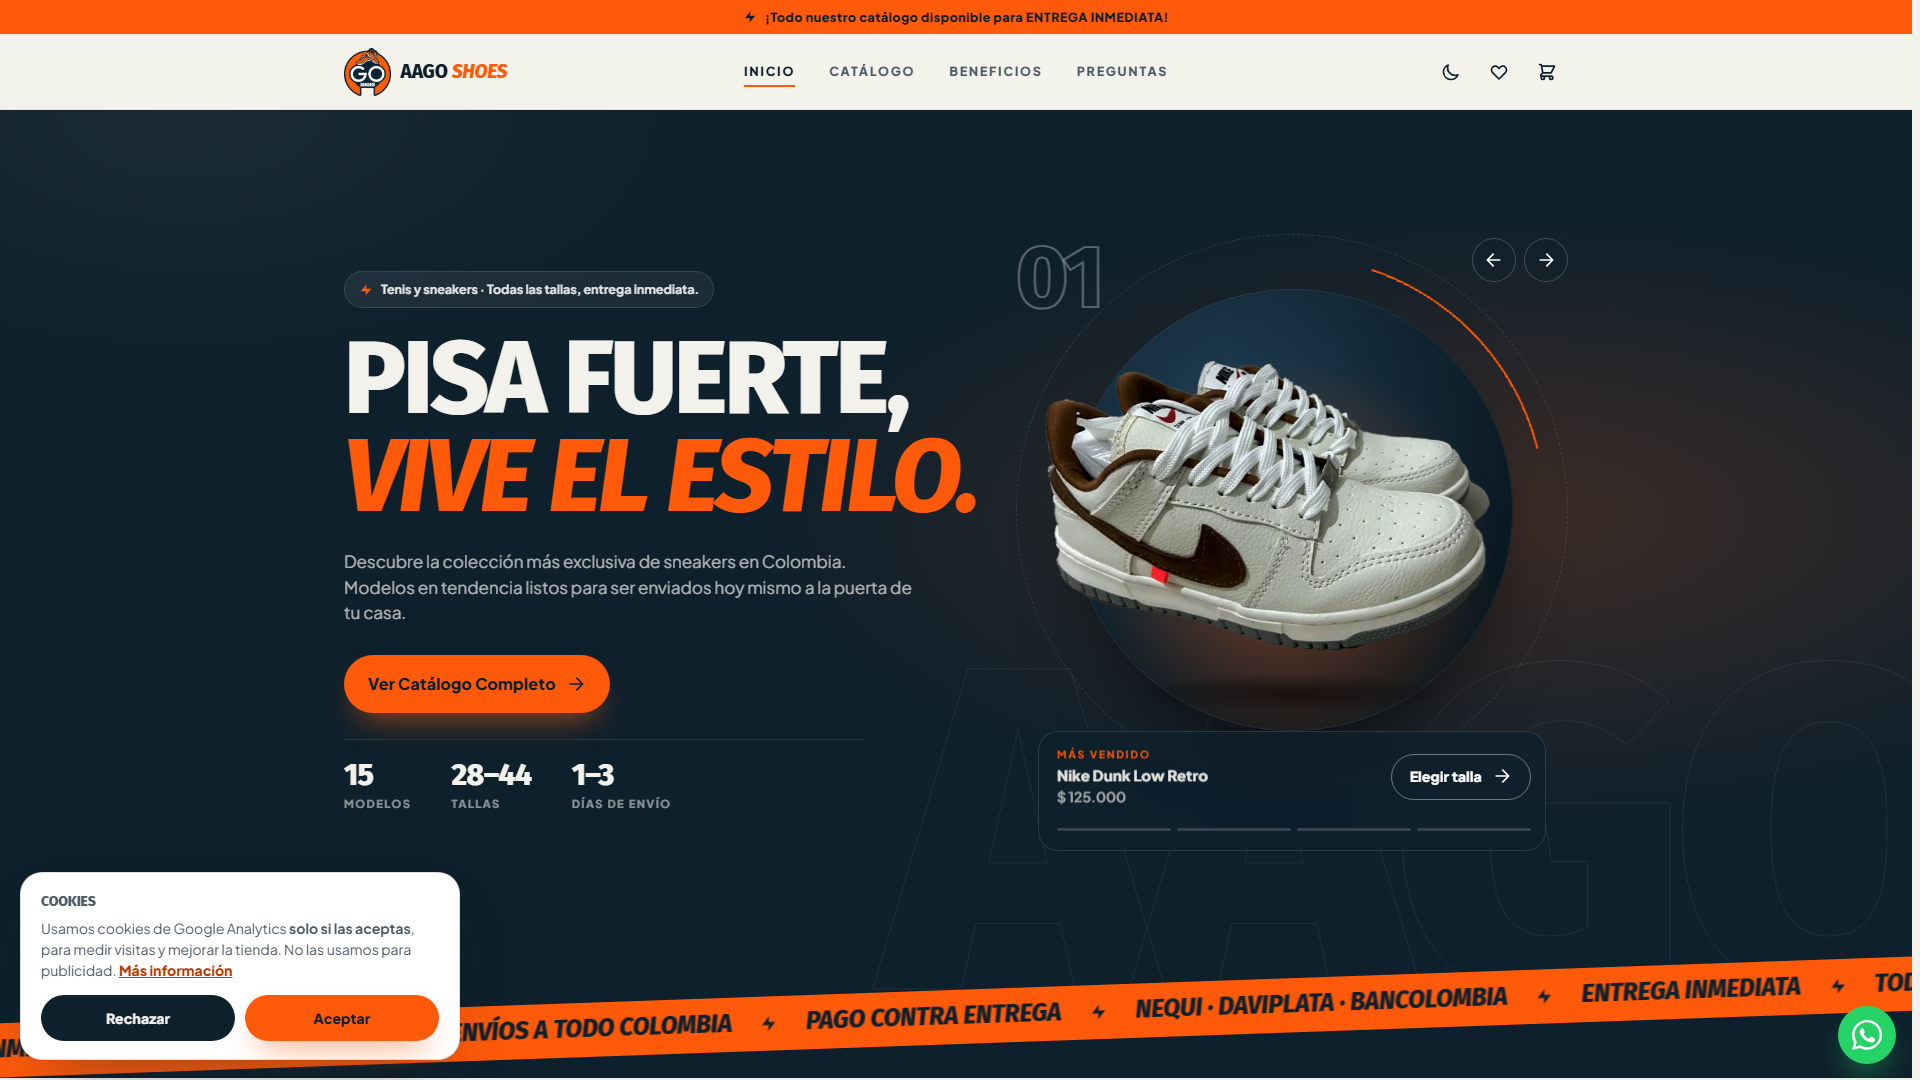 ¡Todo nuestro catálogo disponible para ENTREGA INMEDIATA!
GO
SHOES
AAGO SHOES
INICIO
CATÁLOGO
BENEFICIOS
PREGUNTAS
01
Tenis y sneakers · Todas las tallas, entrega inmediata.
PISA FUERTE,
VIVE EL ESTILO.
Descubre la colección más exclusiva de sneakers en Colombia.
Modelos en tendencia listos para ser enviados hoy mismo a la puerta de
tu casa.
Ver Catálogo Completo
15
MODELOS
28–44
TALLAS
1–3
DÍAS DE ENVÍO
MÁS VENDIDO
Nike Dunk Low Retro
$ 125.000
Elegir talla
AAGO
COOKIES
Usamos cookies de Google Analytics solo si las aceptas,
para medir visitas y mejorar la tienda. No las usamos para
publicidad. Más información
Rechazar
Aceptar
ENVÍOS A TODO COLOMBIA
PAGO CONTRA ENTREGA
NEQUI · DAVIPLATA · BANCOLOMBIA
ENTREGA INMEDIATA